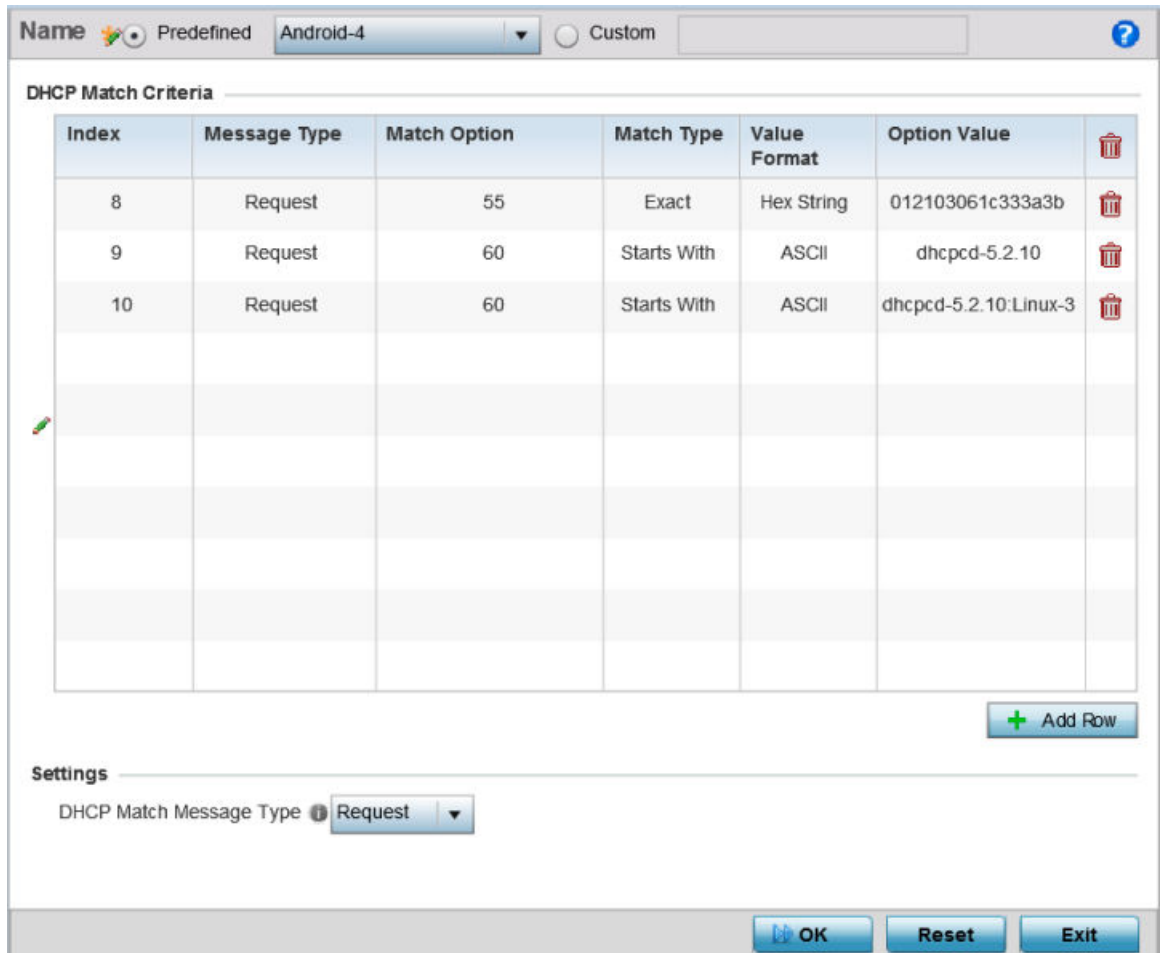 Name Predefined Android-4 Custom
DHCP Match Criteria
Index Message Type Match Option Match Type Value Format Option Value
8 Request 55 Exact Hex String 012103061c333a3b
9 Request 60 Starts With ASCII dhcpcd-5.2.10
10 Request 60 Starts With ASCII dhcpcd-5.2.10:Linux-3
Add Row
Settings
DHCP Match Message Type Request
OK Reset Exit